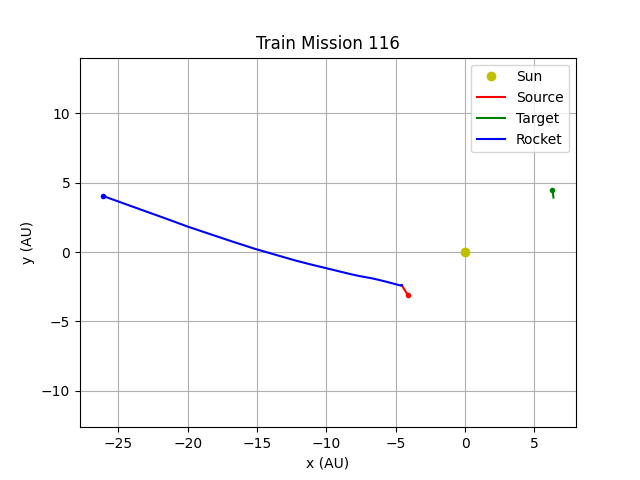 Train Mission 116
Sun
Source
Target
Rocket
10
5
0
−5
−10
y (AU)
−25
−20
−15
−10
−5
0
5
x (AU)